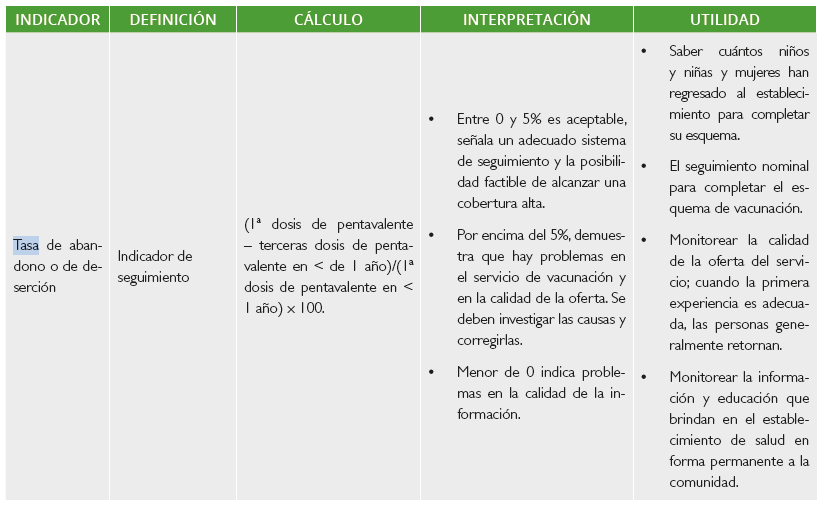 INDICADOR
DEFINICIÓN
CÁLCULO
INTERPRETACIÓN
UTILIDAD
Tasa de aban-
dono o de de-
serción
Indicador de
seguimiento
(1ª dosis de pentavalente
– terceras dosis de penta-
valente en < de 1 año)/(1ª
dosis de pentavalente en <
1 año) x 100.
• Entre 0 y 5% es aceptable,
señala un adecuado sistema
de seguimiento y la posibili-
dad factible de alcanzar una
cobertura alta.
• Por encima del 5%, demues-
tra que hay problemas en
el servicio de vacunación y
en la calidad de la oferta. Se
deben investigar las causas y
corregirlas.
• Menor de 0 indica proble-
mas en la calidad de la in-
formación.
• Saber cuántos niños
y niñas y mujeres han
regresado al estableci-
miento para completar
su esquema.
• El seguimiento nominal
para completar el es-
quema de vacunación.
• Monitorear la calidad
de la oferta del servi-
cio; cuando la primera
experiencia es adecua-
da, las personas gene-
ralmente retornan.
• Monitorear la informa-
ción y educación que
brindan en el estable-
cimiento de salud en
forma permanente a la
comunidad.